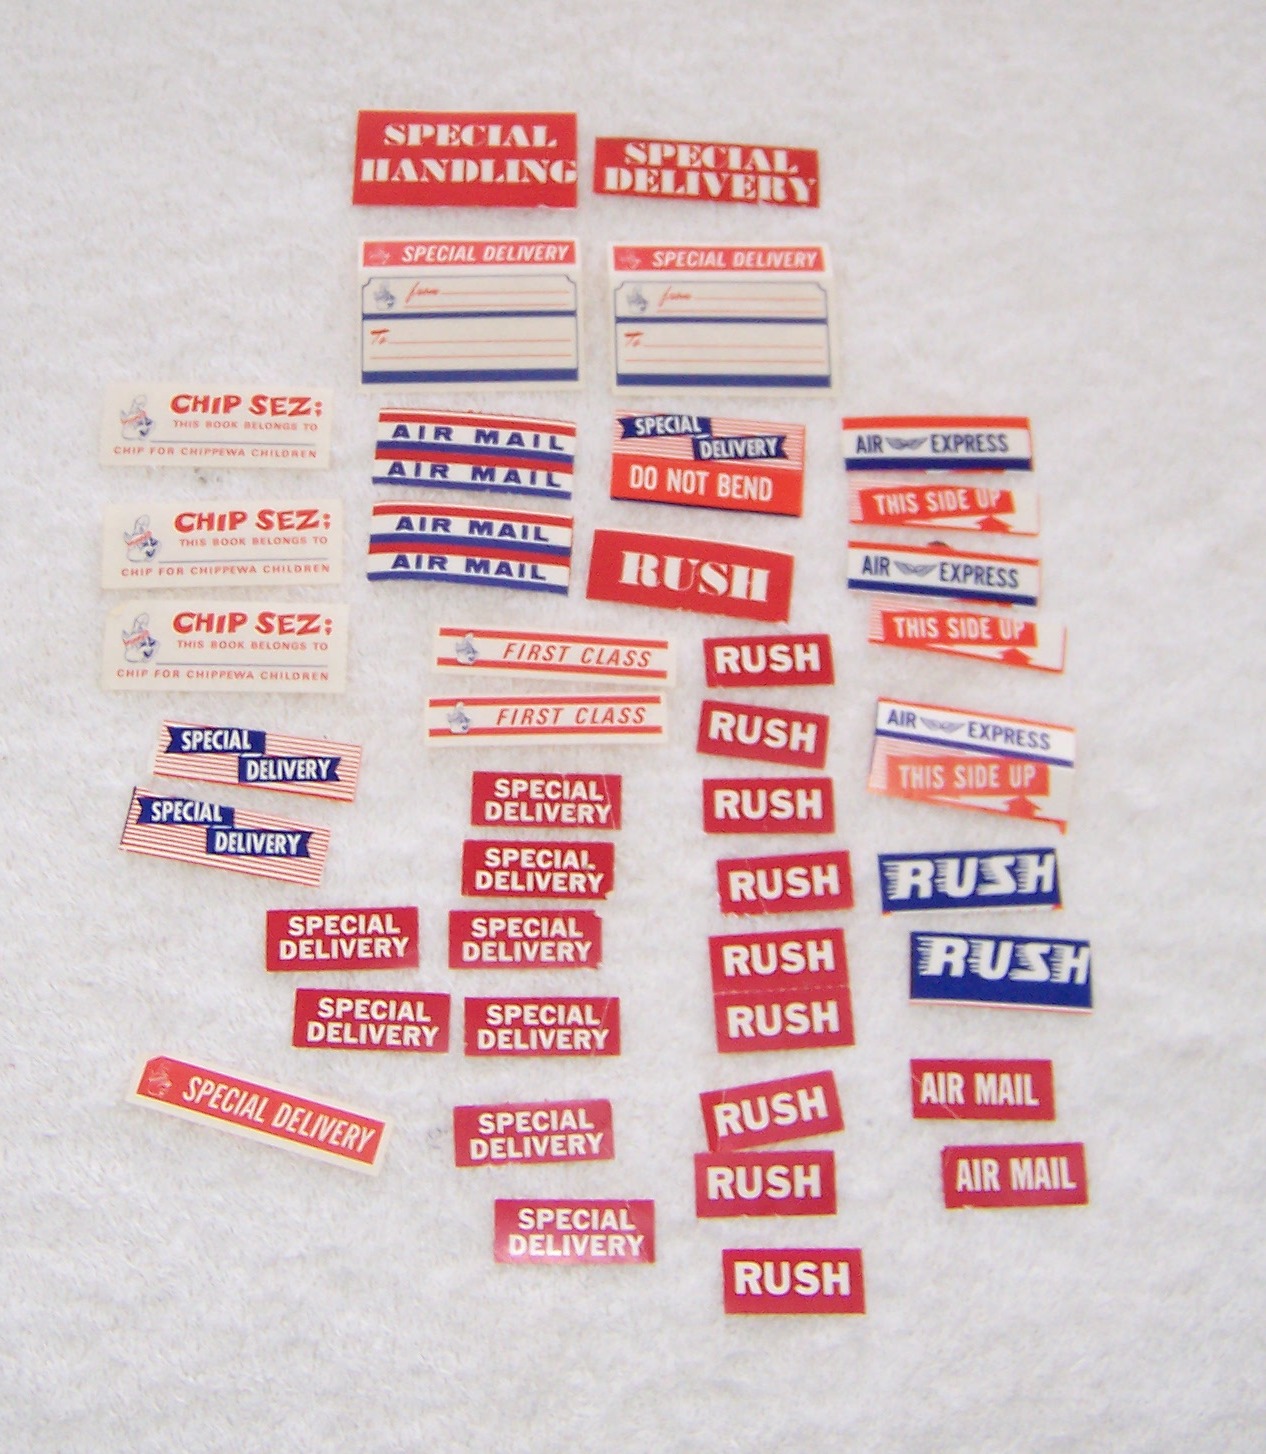 SPECIAL
HANDLING
SPECIAL
DELIVERY
SPECIAL DELIVERY
From
To
SPECIAL DELIVERY
From
To
CHIP SEZ:
THIS BOOK BELONGS TO
CHIP FOR CHIPPEWA CHILDREN
AIR MAIL
AIR MAIL
SPECIAL
DELIVERY
DO NOT BEND
AIR EXPRESS
THIS SIDE UP
CHIP SEZ:
THIS BOOK BELONGS TO
CHIP FOR CHIPPEWA CHILDREN
AIR MAIL
AIR MAIL
RUSH
AIR EXPRESS
THIS SIDE UP
CHIP SEZ:
THIS BOOK BELONGS TO
CHIP FOR CHIPPEWA CHILDREN
FIRST CLASS
RUSH
FIRST CLASS
RUSH
AIR EXPRESS
THIS SIDE UP
SPECIAL
DELIVERY
SPECIAL
DELIVERY
SPECIAL
DELIVERY
RUSH
SPECIAL
DELIVERY
RUSH
RUSH
SPECIAL
DELIVERY
SPECIAL
DELIVERY
RUSH
RUSH
SPECIAL
DELIVERY
SPECIAL
DELIVERY
RUSH
SPECIAL DELIVERY
SPECIAL
DELIVERY
RUSH
AIR MAIL
RUSH
AIR MAIL
SPECIAL
DELIVERY
RUSH